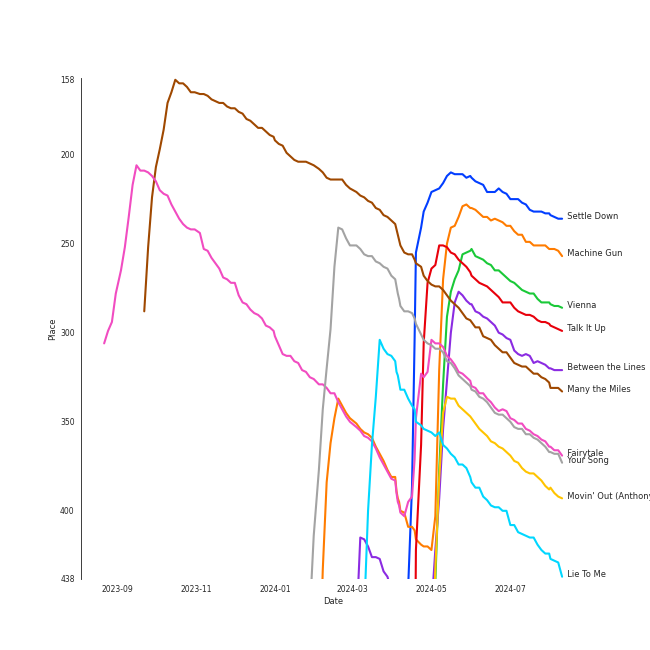 158
200
250
300
350
400
438
Place
2023-09
2023-11
2024-01
2024-03
2024-05
2024-07
Date
Settle Down
Machine Gun
Vienna
Talk It Up
Between the Lines
Many the Miles
Fairytale
Your Song
Movin' Out (Anthony
Lie To Me